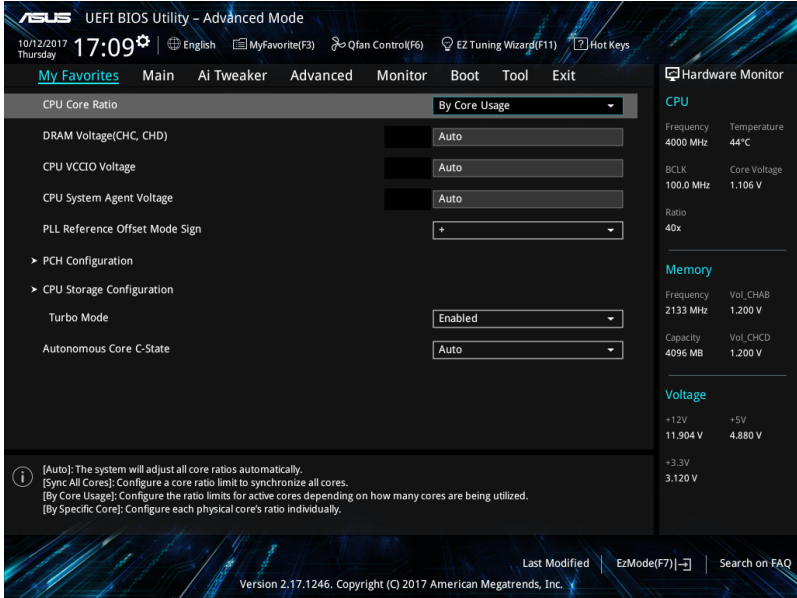 ASUS UEFI BIOS Utility – Advanced Mode
10/12/2017
Thursday
17:09
English
MyFavorite(F3)
Qfan Control(F6)
EZ Tuning Wizard(F11)
? Hot Keys
My Favorites
Main
Ai Tweaker
Advanced
Monitor
Boot
Tool
Exit
CPU Core Ratio
By Core Usage
DRAM Voltage(CHC, CHD)
Auto
CPU VCCIO Voltage
Auto
CPU System Agent Voltage
Auto
PLL Reference Offset Mode Sign
+
> PCH Configuration
> CPU Storage Configuration
Turbo Mode
Enabled
Autonomous Core C-State
Auto
i
[Auto]: The system will adjust all core ratios automatically.
[Sync All Cores]: Configure a core ratio limit to synchronize all cores.
[By Core Usage]: Configure the ratio limits for active cores depending on how many cores are being utilized.
[By Specific Core]: Configure each physical core's ratio individually.
Hardware Monitor
CPU
Frequency Temperature
4000 MHz 44°C
BCLK Core Voltage
100.0 MHz 1.106 V
Ratio
40x
Memory
Frequency Vol_CHAB
2133 MHz 1.200 V
Capacity Vol_CHCD
4096 MB 1.200 V
Voltage
+12V +5V
11.904 V 4.880 V
+3.3V
3.120 V
Last Modified
EzMode(F7)
Search on FAQ
Version 2.17.1246. Copyright (C) 2017 American Megatrends, Inc.